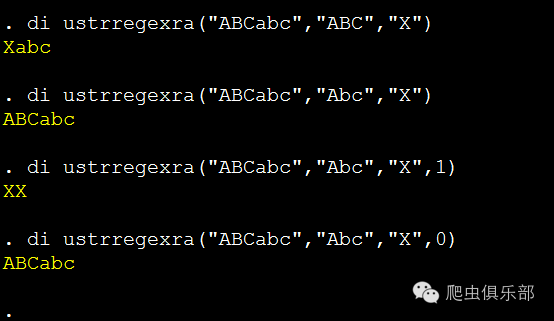 . di ustrregexra("ABCabc","ABC","X")
Xabc
. di ustrregexra("ABCabc","Abc","X")
ABCabc
. di ustrregexra("ABCabc","Abc","X",1)
XX
. di ustrregexra("ABCabc","Abc","X",0)
ABCabc
爬虫俱乐部
.